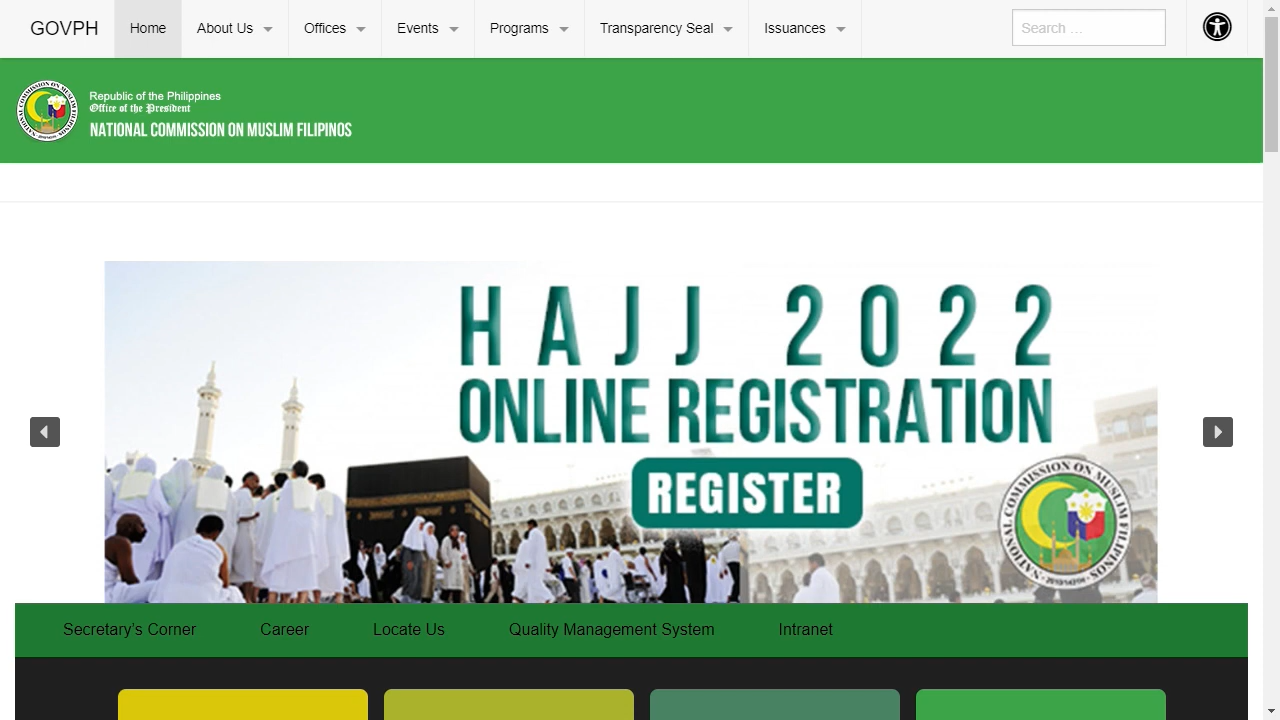 GOVPH
Home
About Us
Offices
Events
Programs
Transparency Seal
Issuances
Search …
Republic of the Philippines
Office of the President
NATIONAL COMMISSION ON MUSLIM FILIPINOS
HAJJ 2022
ONLINE REGISTRATION
REGISTER
NATIONAL COMMISSION ON MUSLIM FILIPINOS
Secretary’s Corner
Career
Locate Us
Quality Management System
Intranet